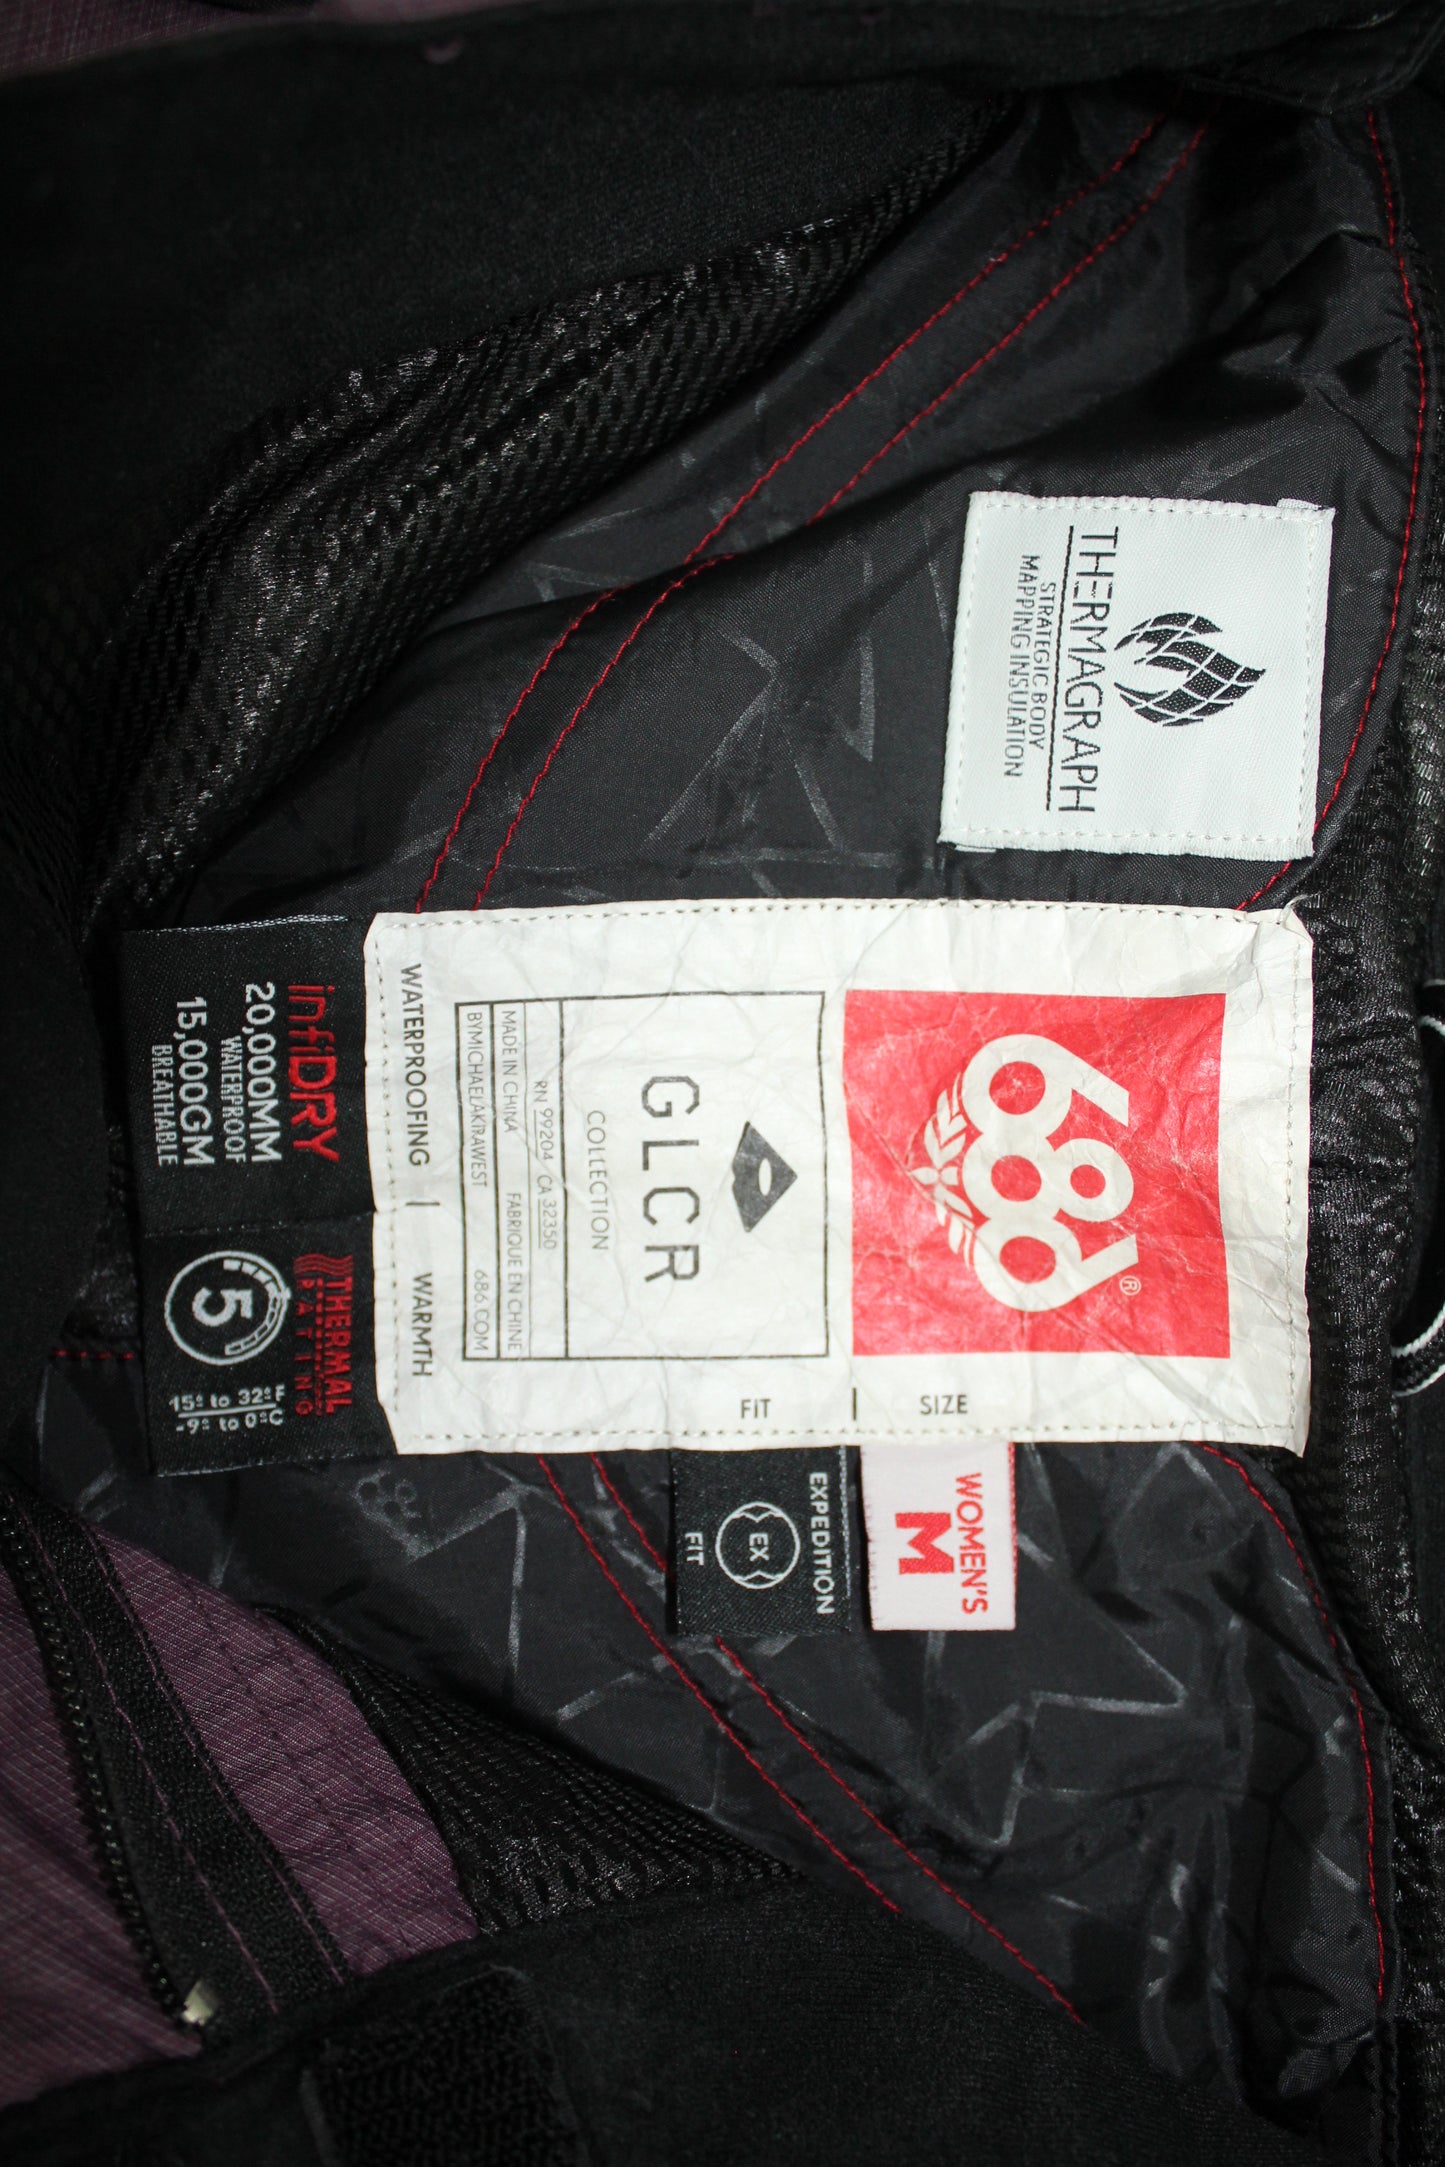 THERMAGRAPH
STRATEGIC BODY
MAPPING INSULATION
686®
GLCR
COLLECTION
RN 99204 CA 32350
MADE IN CHINA FABRIQUE EN CHINE
BYMICHAELAKIRAWEST 686.COM
SIZE | FIT
WOMEN'S
M
EXPEDITION
EX
FIT
WATERPROOFING | WARMTH
infiDRY
20,000MM
WATERPROOF
15,000GM
BREATHABLE
THERMAL
RATING
5
15° to 32°F
-9° to 0°C